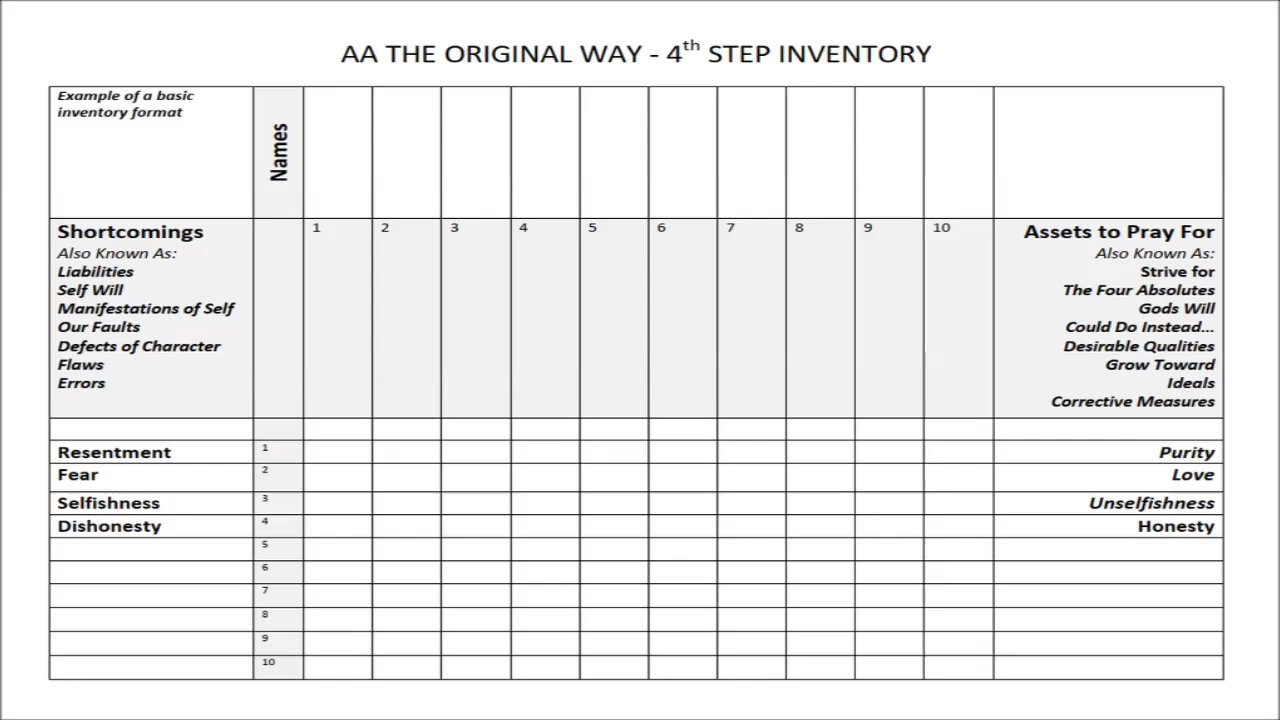 AA THE ORIGINAL WAY - 4th STEP INVENTORY
Example of a basic
inventory format
Names
Shortcomings
Also Known As:
Liabilities
Self Will
Manifestations of Self
Our Faults
Defects of Character
Flaws
Errors
1 2 3 4 5 6 7 8 9 10
Assets to Pray For
Also Known As:
Strive for
The Four Absolutes
Gods Will
Could Do Instead...
Desirable Qualities
Grow Toward
Ideals
Corrective Measures
Resentment 1 Purity
Fear 2 Love
Selfishness 3 Unselfishness
Dishonesty 4 Honesty
5
6
7
8
9
10